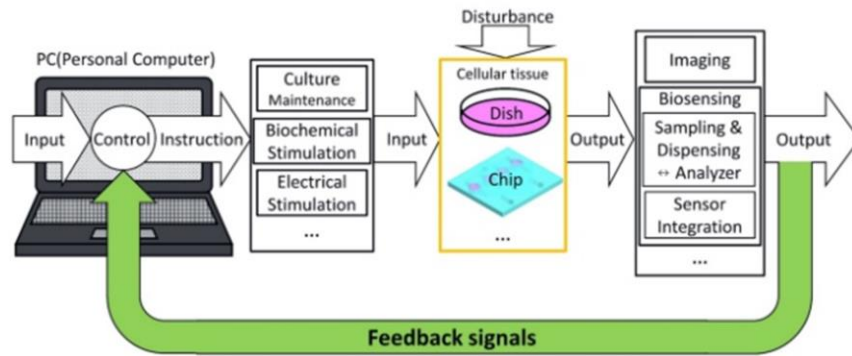 Disturbance
PC(Personal Computer)
Input
Control
Instruction
Culture
Maintenance
Biochemical
Stimulation
Electrical
Stimulation
...
Input
Cellular tissue
Dish
Chip
...
Output
Imaging
Biosensing
Sampling &
Dispensing
↔ Analyzer
Sensor
Integration
...
Output
Feedback signals